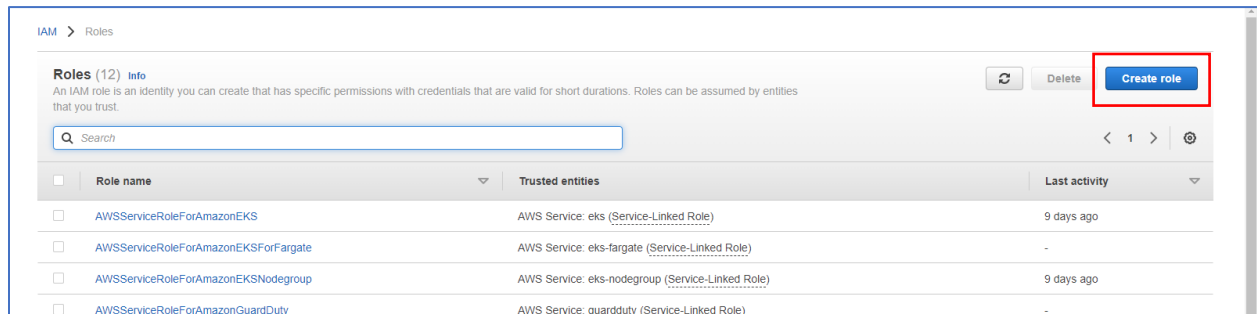 IAM > Roles
Roles (12) Info
An IAM role is an identity you can create that has specific permissions with credentials that are valid for short durations. Roles can be assumed by entities
that you trust.
Delete
Create role
Search
< 1 >
Role name
Trusted entities
Last activity
AWSServiceRoleForAmazonEKS
AWS Service: eks (Service-Linked Role)
9 days ago
AWSServiceRoleForAmazonEKSForFargate
AWS Service: eks-fargate (Service-Linked Role)
-
AWSServiceRoleForAmazonEKSNodegroup
AWS Service: eks-nodegroup (Service-Linked Role)
9 days ago
AWSServiceRoleForAmazonGuardDuty
AWS Service: guardduty (Service-Linked Role)
-